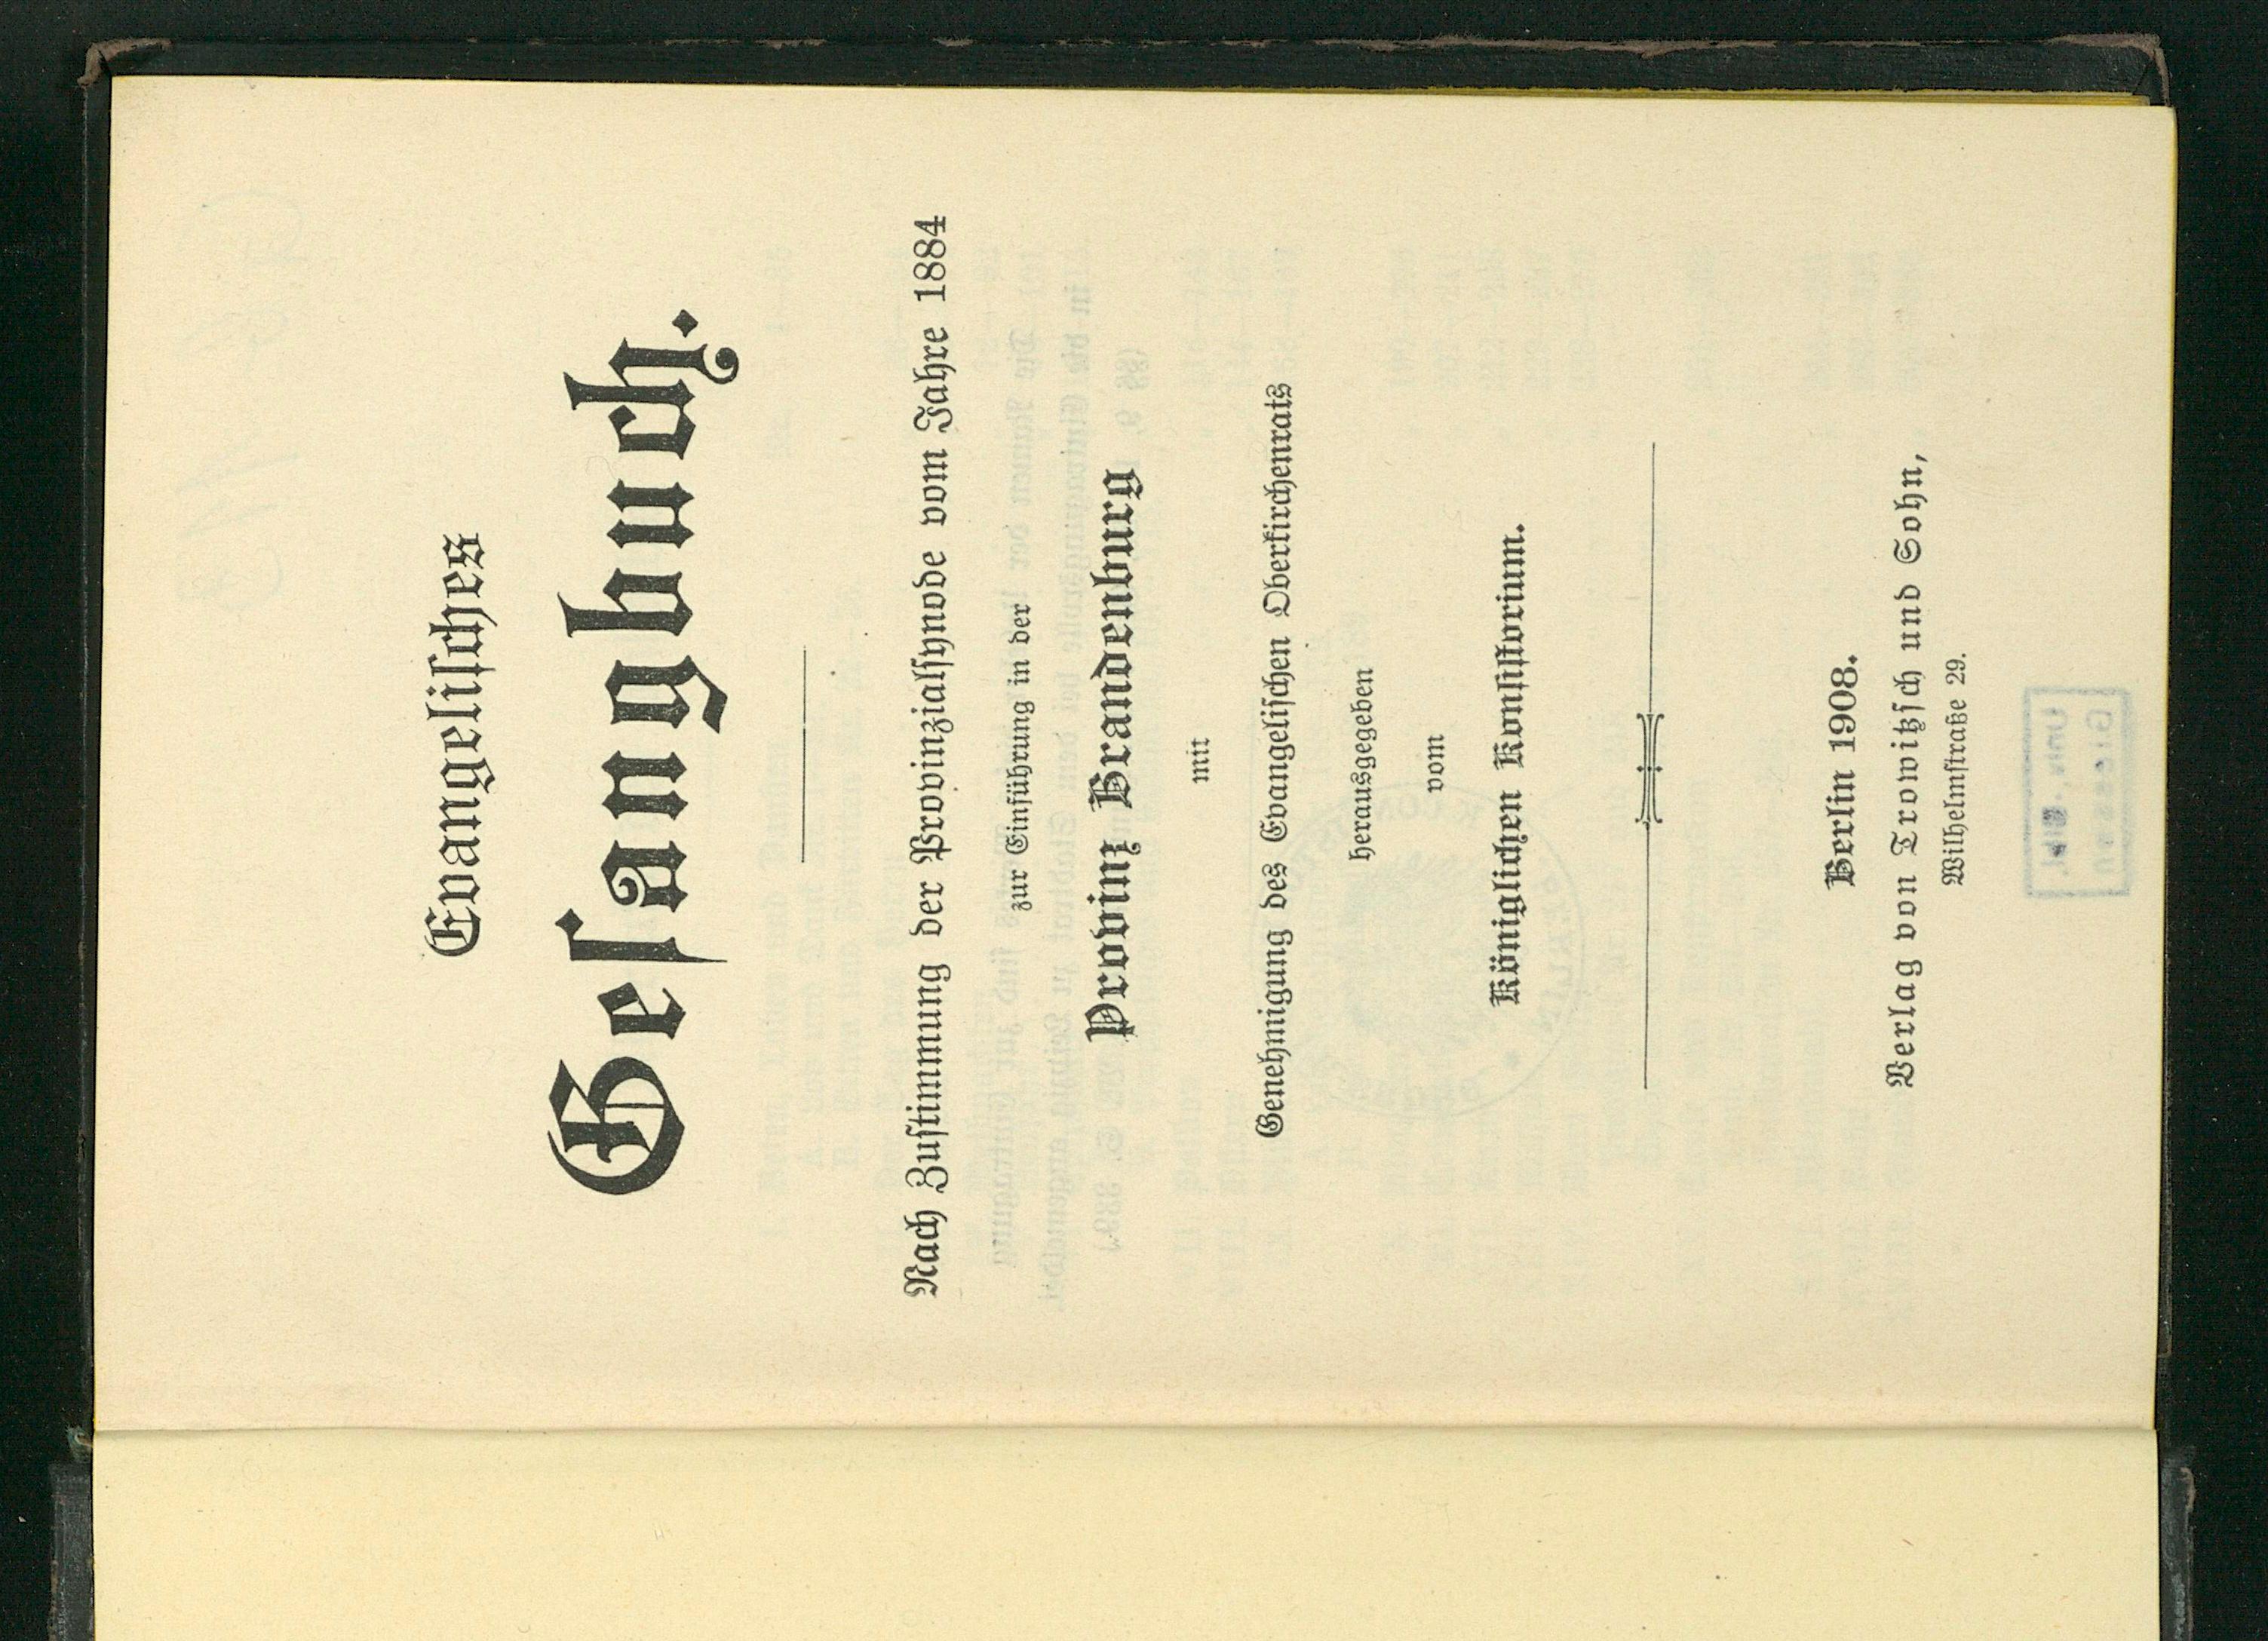 Evangeliſches
Geſangbuch.
Nach Zuſtimmung der Provinzialſynode vom Jahre 1884
zur Einführung in der
Provinz Brandenburg
mit
Genehmigung des Evangeliſchen Oberkirchenrats
herausgegeben
vom
Königlichen Konſiſtorium.
Berlin 1908.
Verlag von Trowitzſch und Sohn,
Wilhelmſtraße 29.